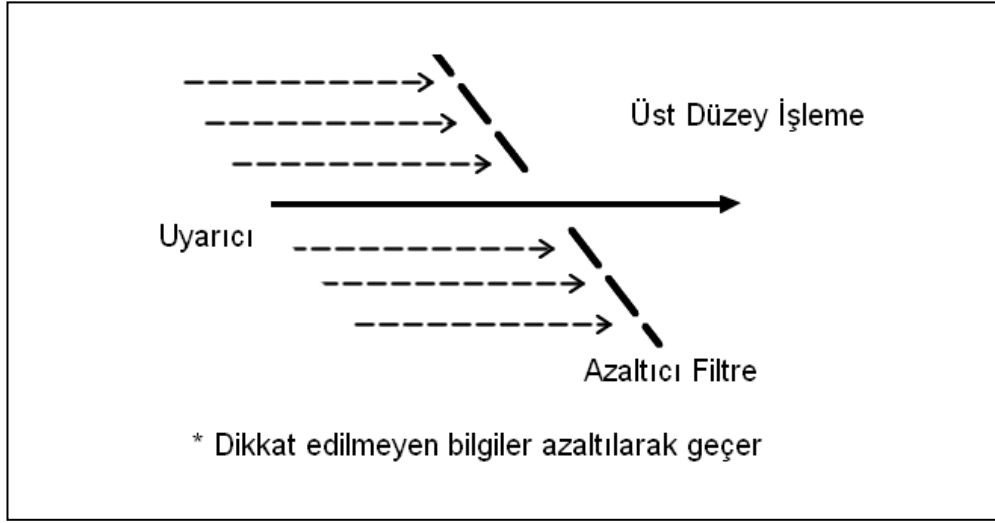 Üst Düzey İşleme
Uyarıcı
Azaltıcı Filtre
* Dikkat edilmeyen bilgiler azaltılarak geçer